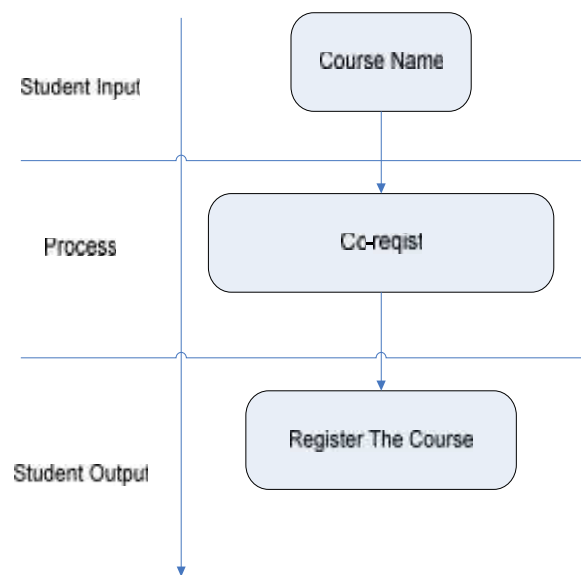 Course Name
Student Input
Co-reqist
Process
Register The Course
Student Output